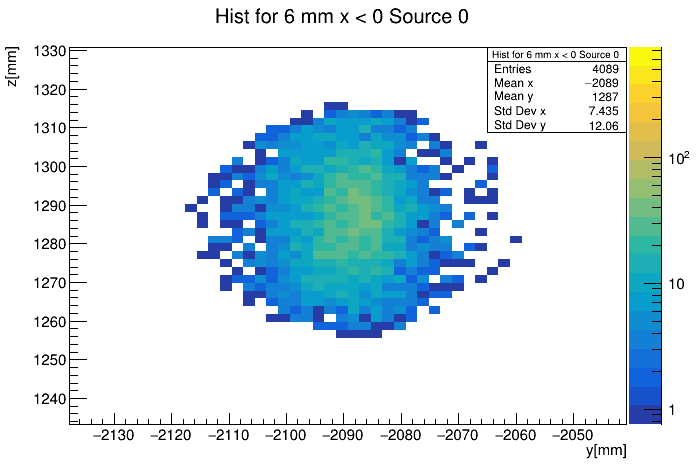 Hist for 6 mm x < 0 Source 0
z[mm]
1330
1320
1310
1300
1290
1280
1270
1260
1250
1240
Hist for 6 mm x < 0 Source 0
Entries 4089
Mean x −2089
Mean y 1287
Std Dev x 7.435
Std Dev y 12.06
10²
10
1
−2130 −2120 −2110 −2100 −2090 −2080 −2070 −2060 −2050
y[mm]